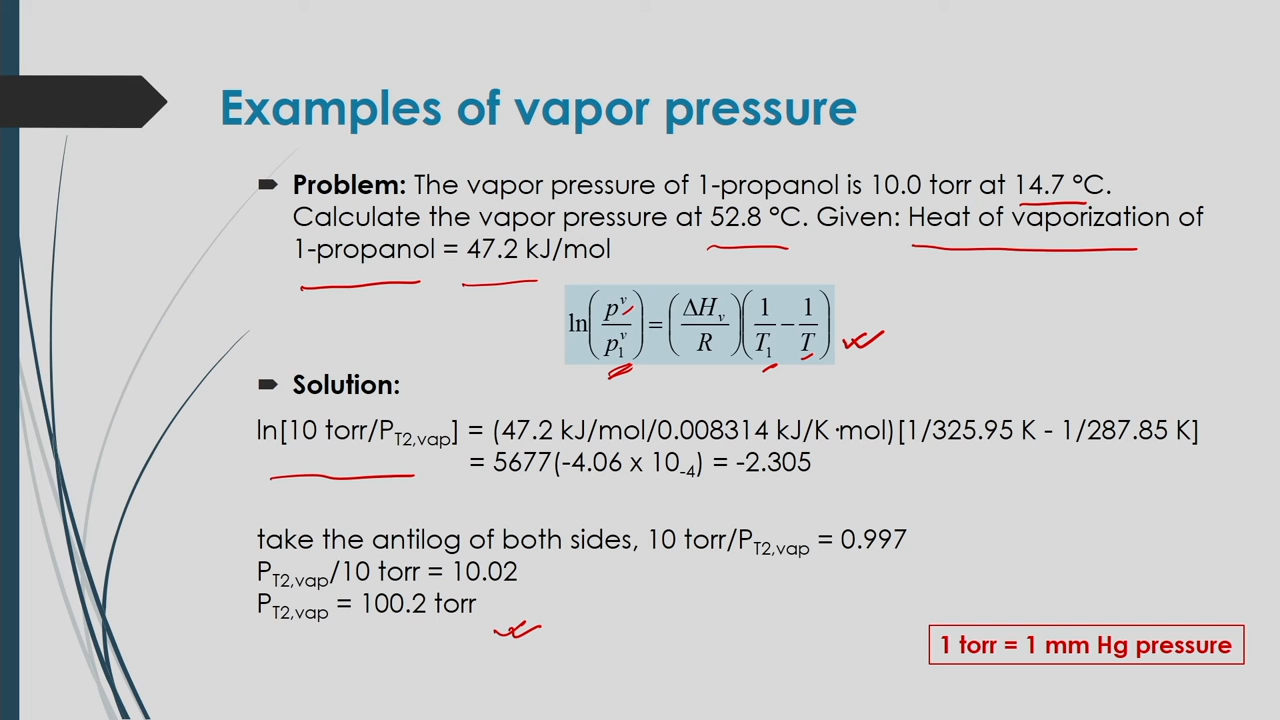 Examples of vapor pressure
Problem: The vapor pressure of 1-propanol is 10.0 torr at 14.7 °C.
Calculate the vapor pressure at 52.8 °C. Given: Heat of vaporization of
1-propanol = 47.2 kJ/mol
ln(p^v/p_1^v) = (ΔH_v/R)(1/T_1 − 1/T)
Solution:
ln[10 torr/P_T2,vap] = (47.2 kJ/mol/0.008314 kJ/K·mol)[1/325.95 K - 1/287.85 K]
= 5677(-4.06 x 10_-4) = -2.305
take the antilog of both sides, 10 torr/P_T2,vap = 0.997
P_T2,vap/10 torr = 10.02
P_T2,vap = 100.2 torr
1 torr = 1 mm Hg pressure